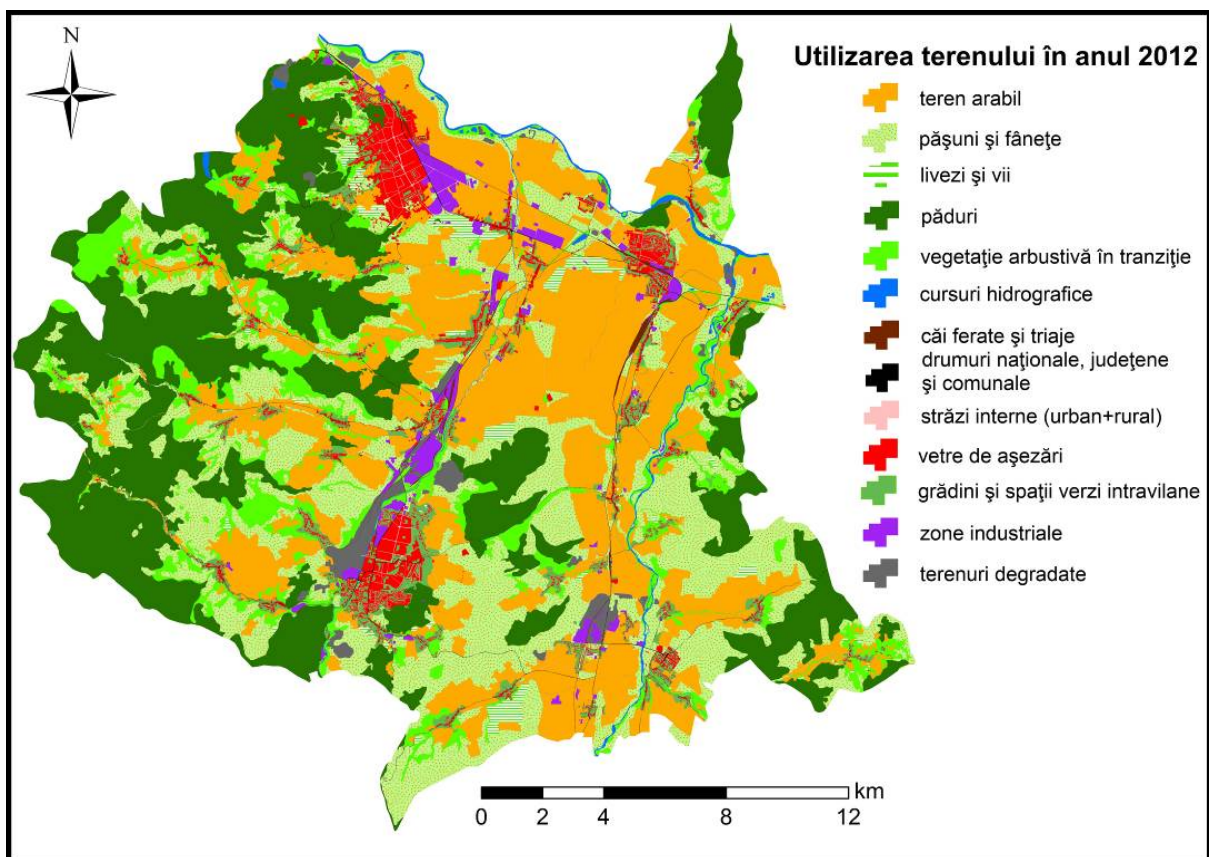 N
Utilizarea terenului în anul 2012
teren arabil
păşuni şi fâneţe
livezi şi vii
păduri
vegetaţie arbustivă în tranziţie
cursuri hidrografice
căi ferate şi triaje
drumuri naţionale, judeţene
şi comunale
străzi interne (urban+rural)
vetre de aşezări
grădini şi spaţii verzi intravilane
zone industriale
terenuri degradate
km
0 2 4 8 12